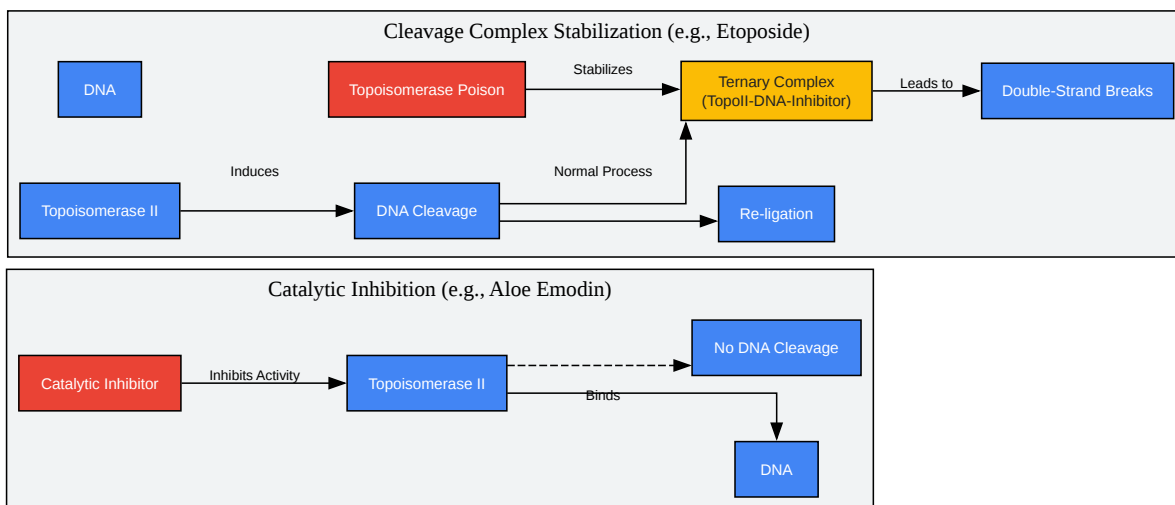 Cleavage Complex Stabilization (e.g., Etoposide)
DNA
Topoisomerase Poison
Stabilizes
Ternary Complex
(TopoII-DNA-Inhibitor)
Leads to
Double-Strand Breaks
Topoisomerase II
Induces
DNA Cleavage
Normal Process
Re-ligation
Catalytic Inhibition (e.g., Aloe Emodin)
Catalytic Inhibitor
Inhibits Activity
Topoisomerase II
No DNA Cleavage
Binds
DNA